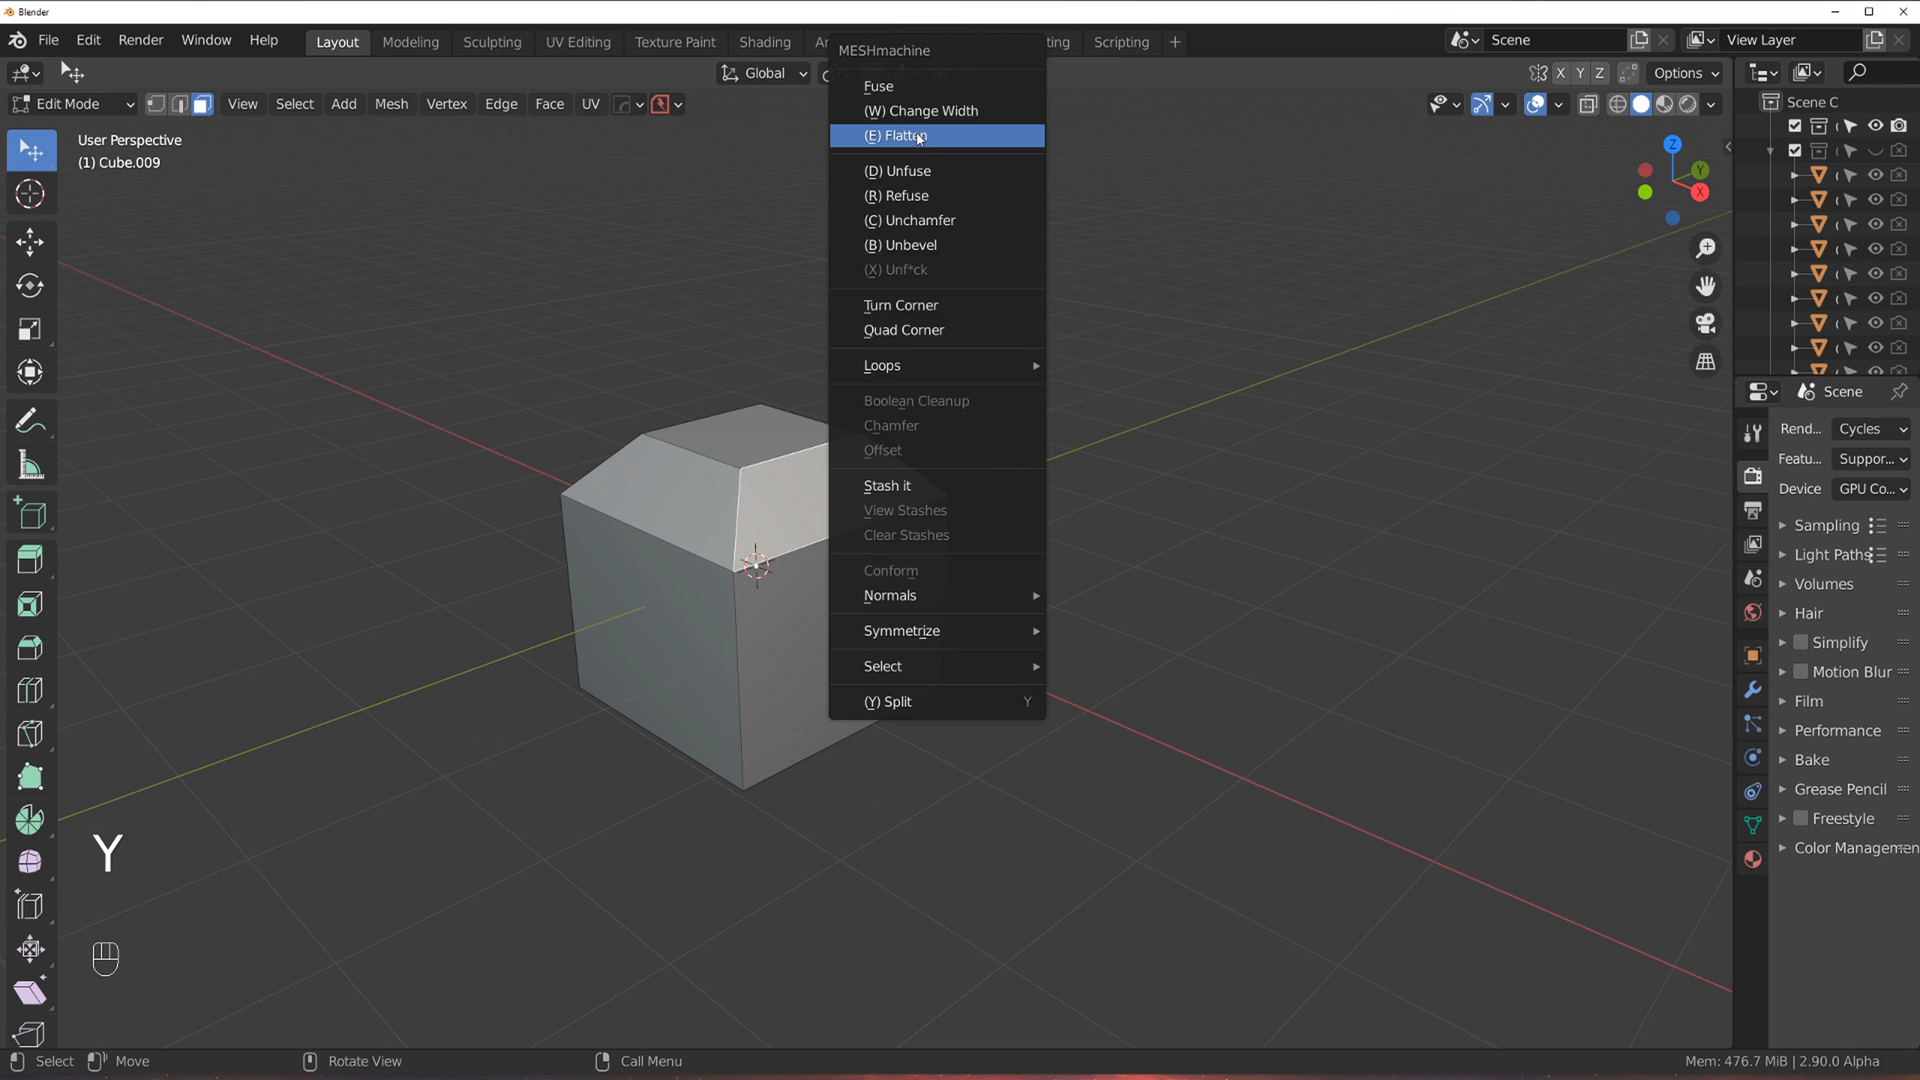 Blender
File Edit Render Window Help Layout Modeling Sculpting UV Editing Texture Paint Shading Scripting +
Scene View Layer
MESHmachine
Global X Y Z Options
Edit Mode View Select Add Mesh Vertex Edge Face UV
Scene C
User Perspective
(1) Cube.009
Fuse
(W) Change Width
(E) Flatten
(D) Unfuse
(R) Refuse
(C) Unchamfer
(B) Unbevel
(X) Unf*ck
Turn Corner
Quad Corner
Loops
Boolean Cleanup
Chamfer
Offset
Stash it
View Stashes
Clear Stashes
Conform
Normals
Symmetrize
Select
(Y) Split Y
Z
Y
X
Scene
Rend... Cycles
Featu... Suppor...
Device GPU Co...
Sampling
Light Paths
Volumes
Hair
Simplify
Motion Blur
Film
Performance
Bake
Grease Pencil
Freestyle
Color Managemen
Y
Select Move Rotate View Call Menu Mem: 476.7 MiB | 2.90.0 Alpha